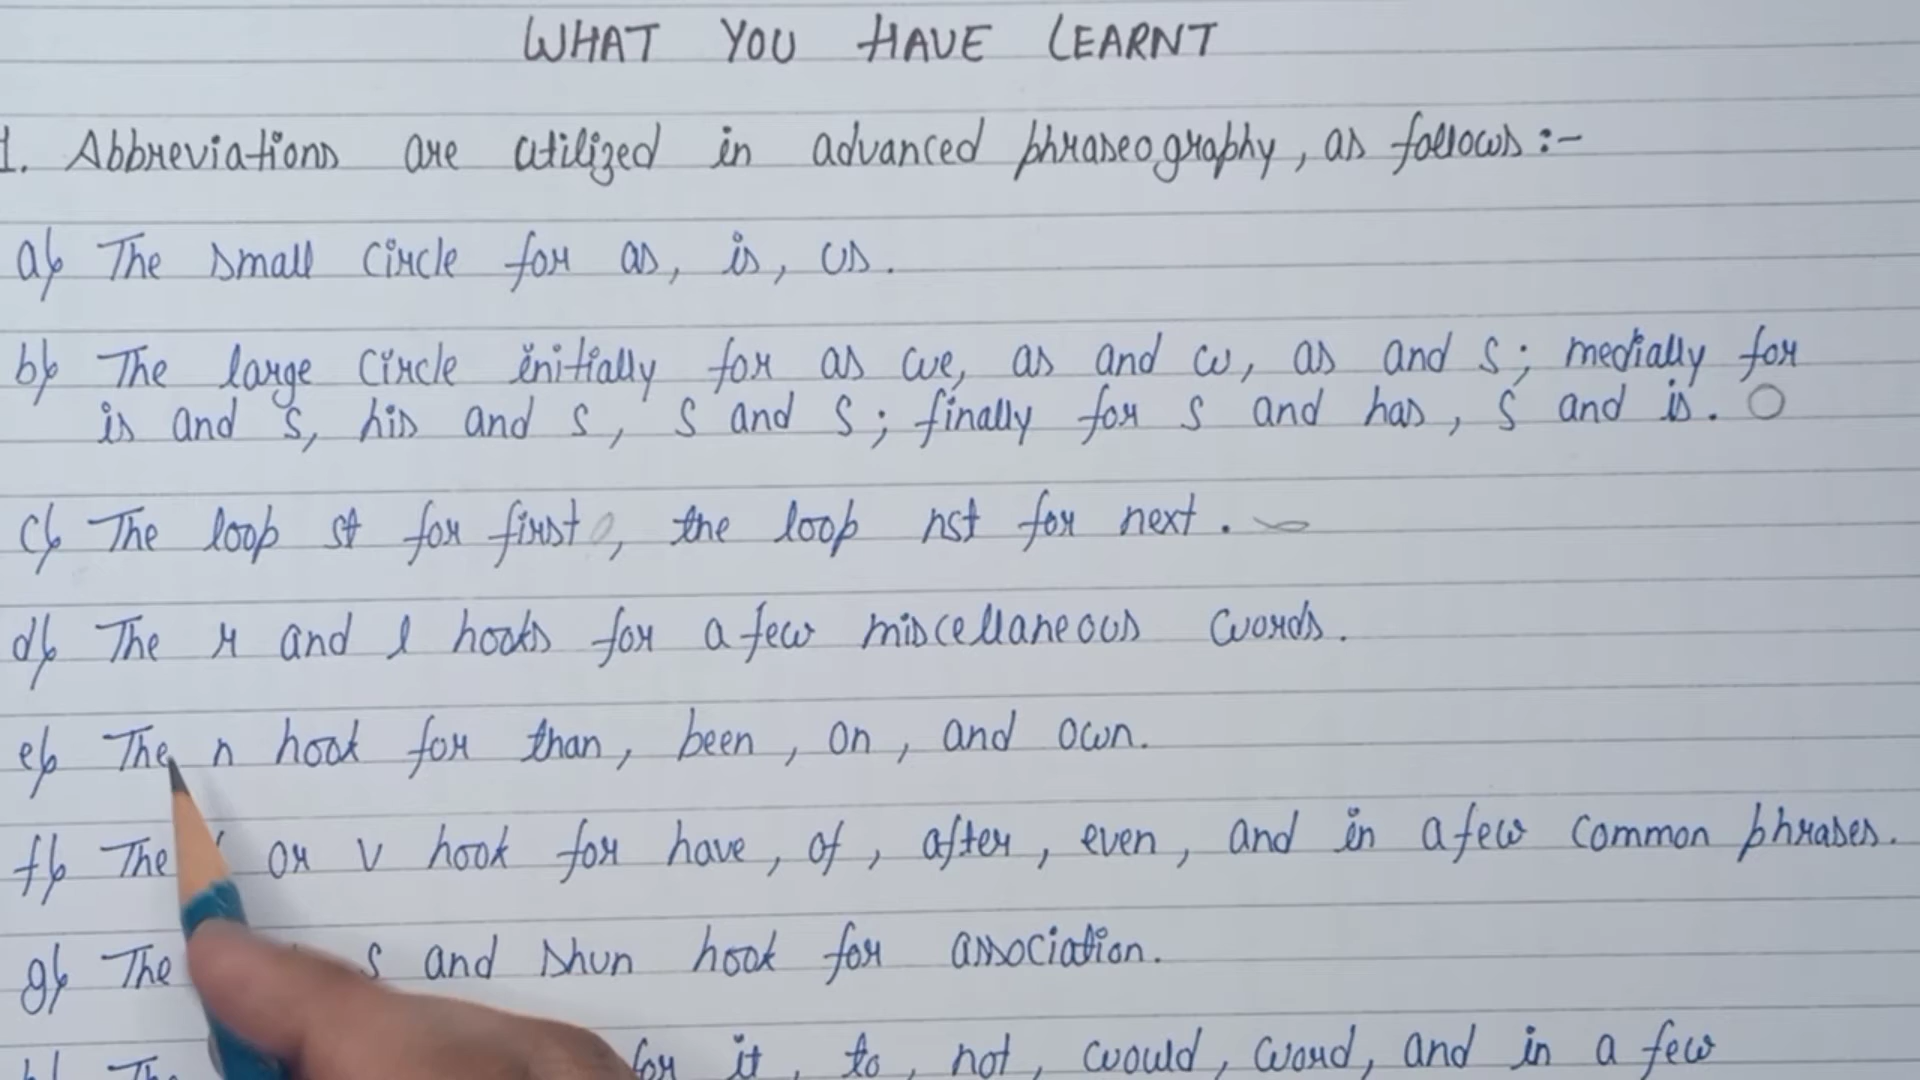 WHAT YOU HAVE LEARNT
1. Abbreviations are utilized in advanced phraseography, as follows :-
a) The small circle for as, is, us.
b) The large circle initially for as we, as and w, as and s; medially for
is and s, his and s, s and s; finally for s and has, s and is.
c) The loop st for first, the loop nst for next.
d) The r and l hooks for a few miscellaneous words.
e) The n hook for than, been, on, and own.
f) The or v hook for have, of, after, even, and in a few common phrases.
g) The s and shun hook for association.
for it, to, not, would, word, and in a few